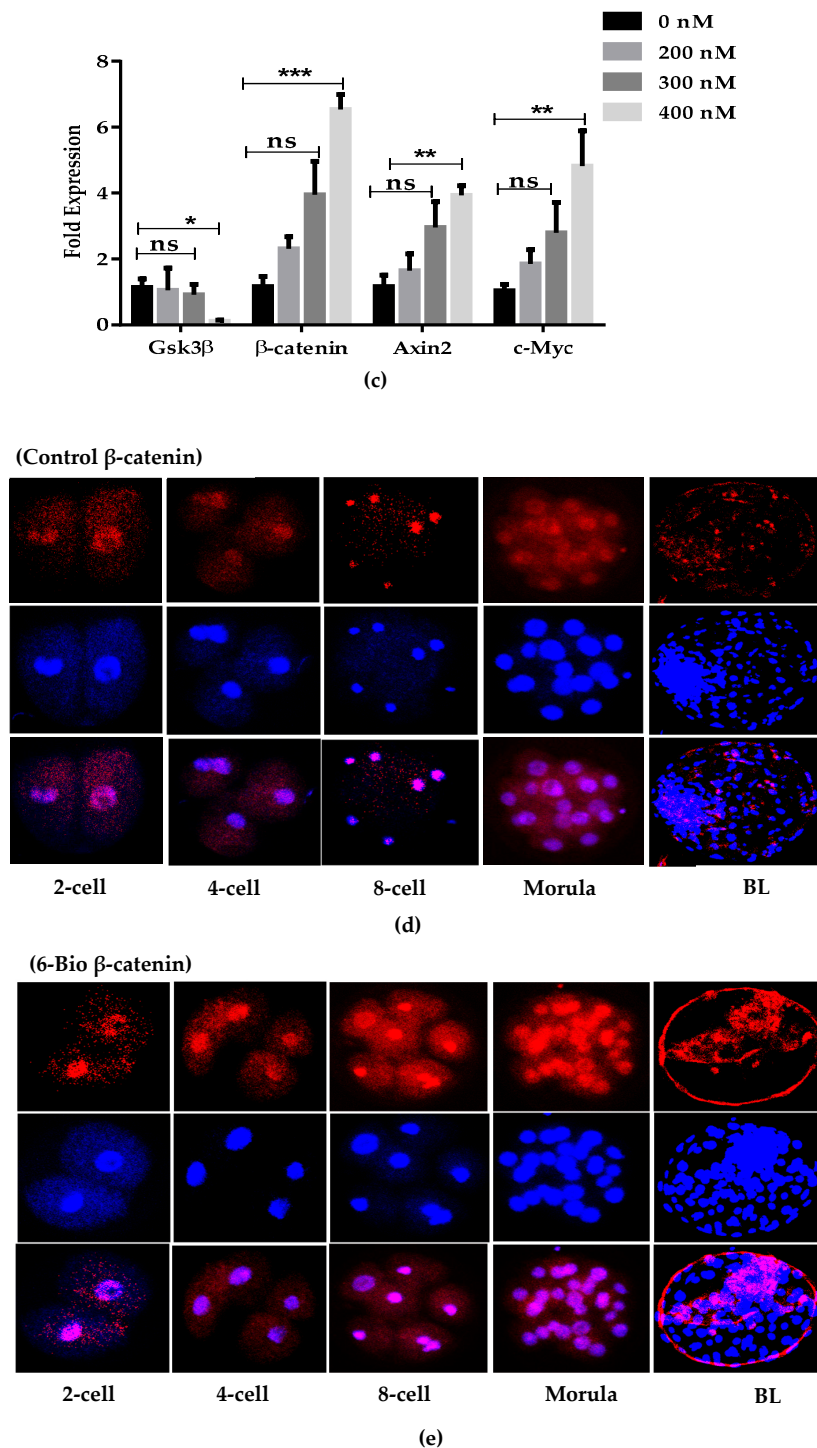 0 nM
200 nM
300 nM
400 nM
8
6
4
2
0
Fold Expression
***
**
ns
**
ns
ns
*
ns
Gsk3β β-catenin Axin2 c-Myc
(c)
(Control β-catenin)
2-cell 4-cell 8-cell Morula BL
(d)
(6-Bio β-catenin)
2-cell 4-cell 8-cell Morula BL
(e)